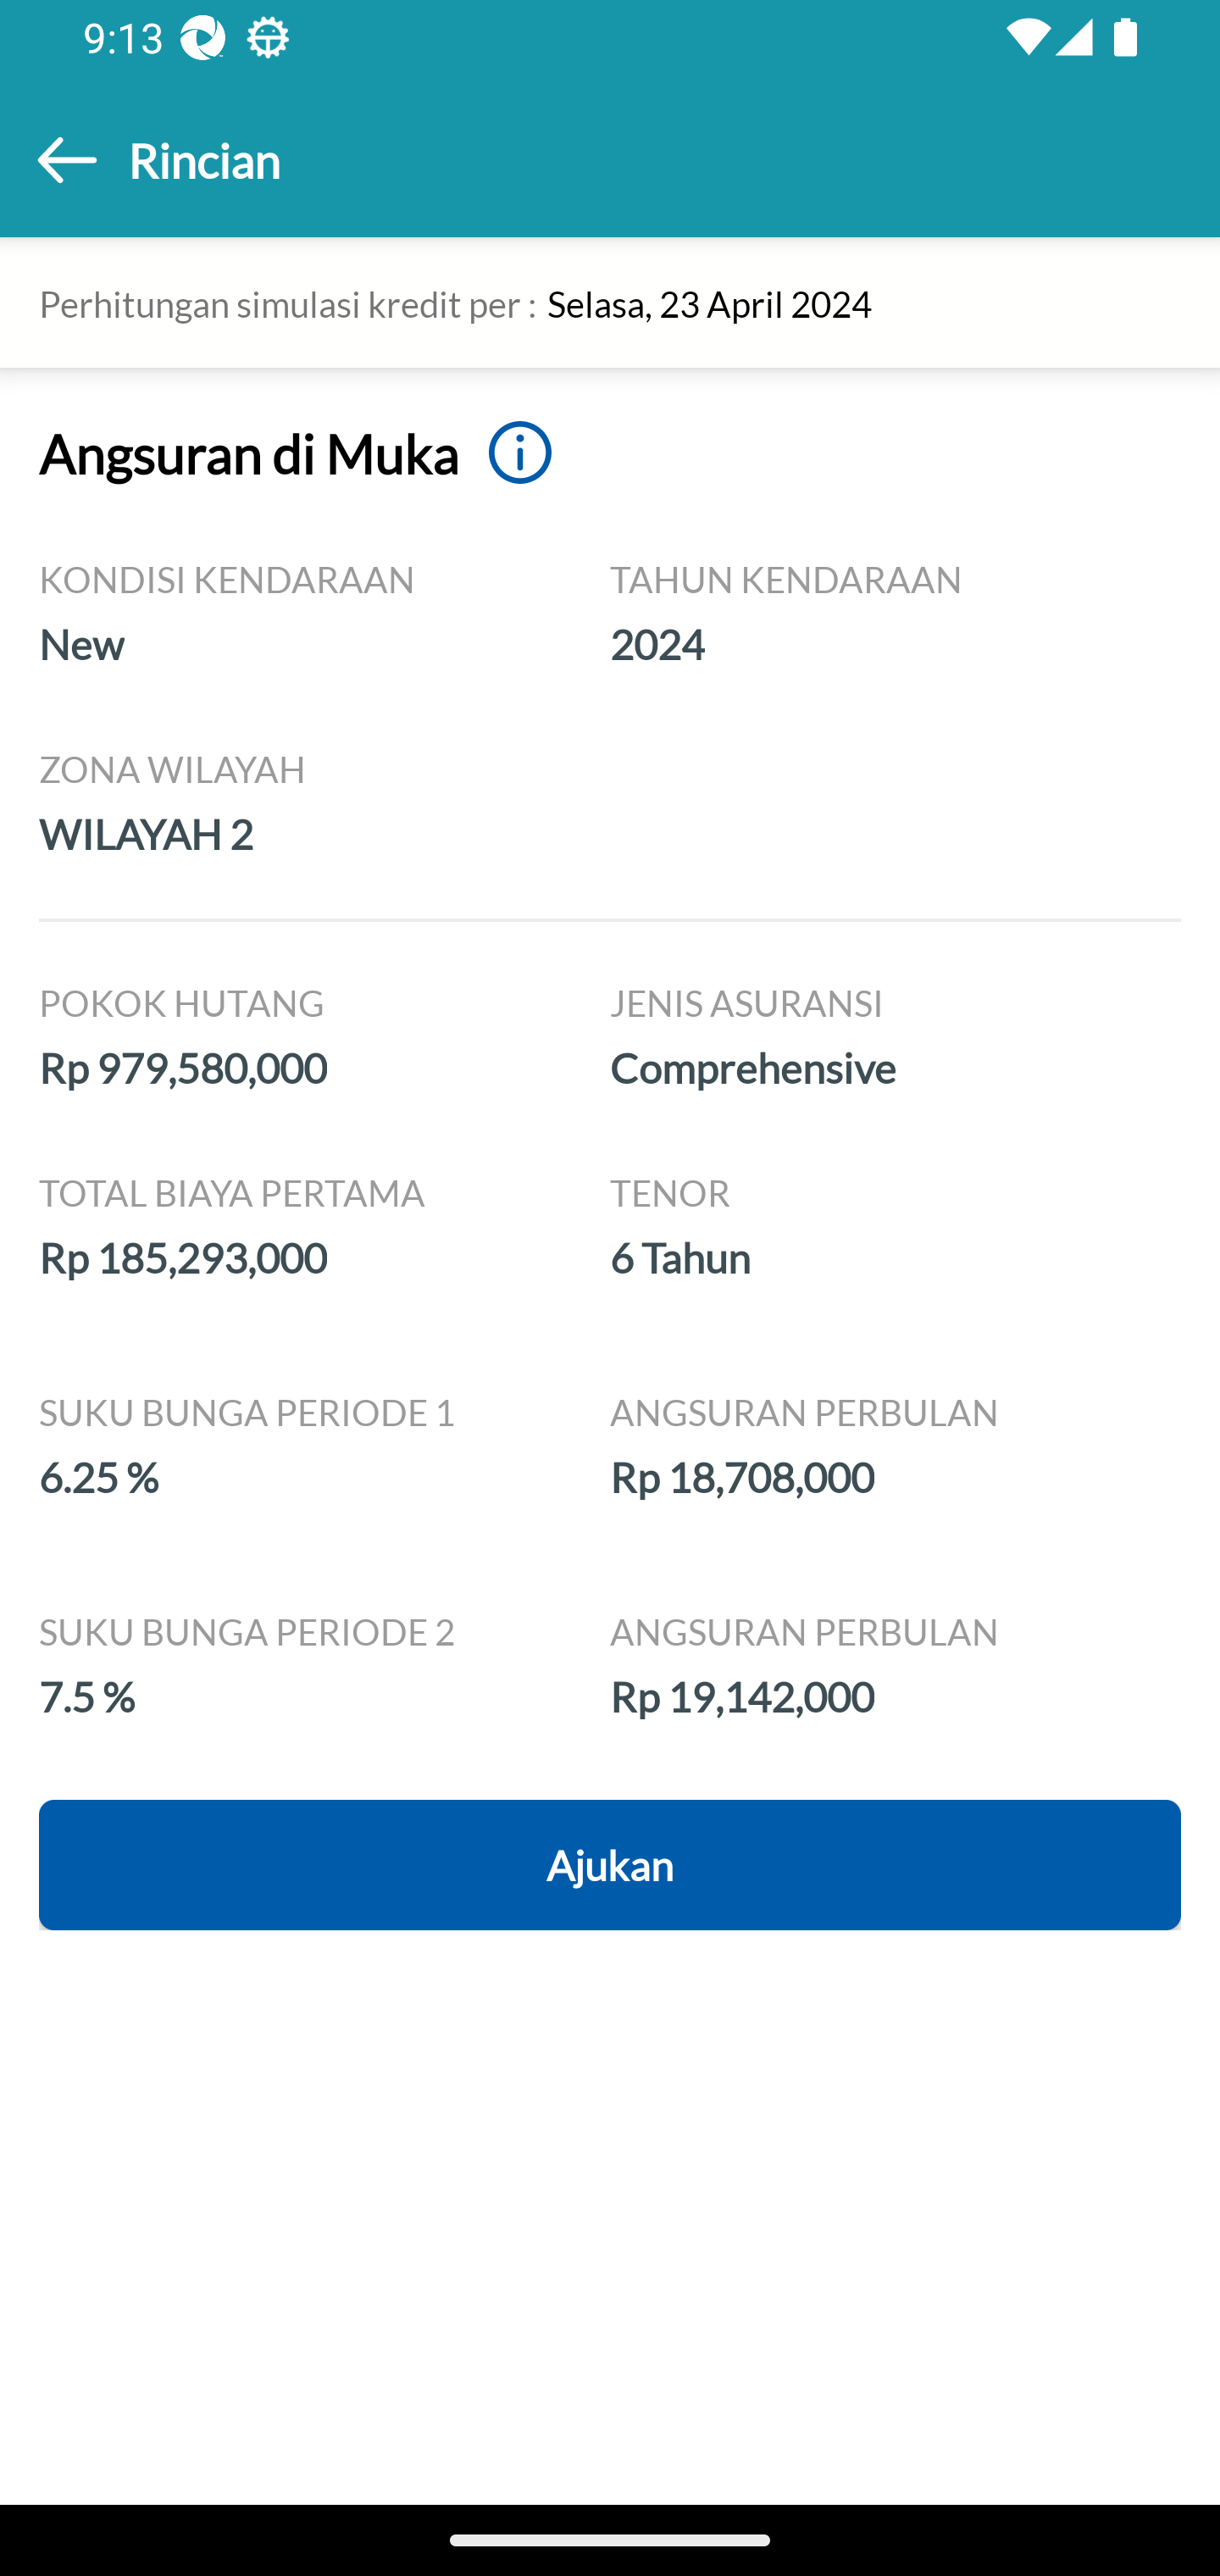 9:13
Rincian
Perhitungan simulasi kredit per : Selasa, 23 April 2024
Angsuran di Muka
KONDISI KENDARAAN
New
TAHUN KENDARAAN
2024
ZONA WILAYAH
WILAYAH 2
POKOK HUTANG
Rp 979,580,000
JENIS ASURANSI
Comprehensive
TOTAL BIAYA PERTAMA
Rp 185,293,000
TENOR
6 Tahun
SUKU BUNGA PERIODE 1
6.25 %
ANGSURAN PERBULAN
Rp 18,708,000
SUKU BUNGA PERIODE 2
7.5 %
ANGSURAN PERBULAN
Rp 19,142,000
Ajukan